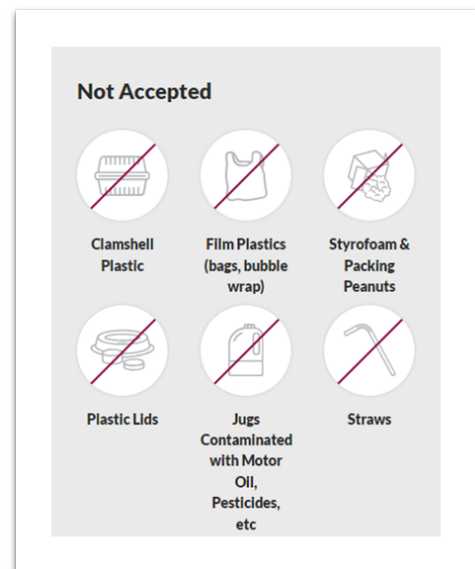 Not Accepted
Clamshell
Plastic
Film Plastics
(bags, bubble
wrap)
Styrofoam &
Packing
Peanuts
Plastic Lids
Jugs
Contaminated
with Motor
Oil,
Pesticides,
etc
Straws